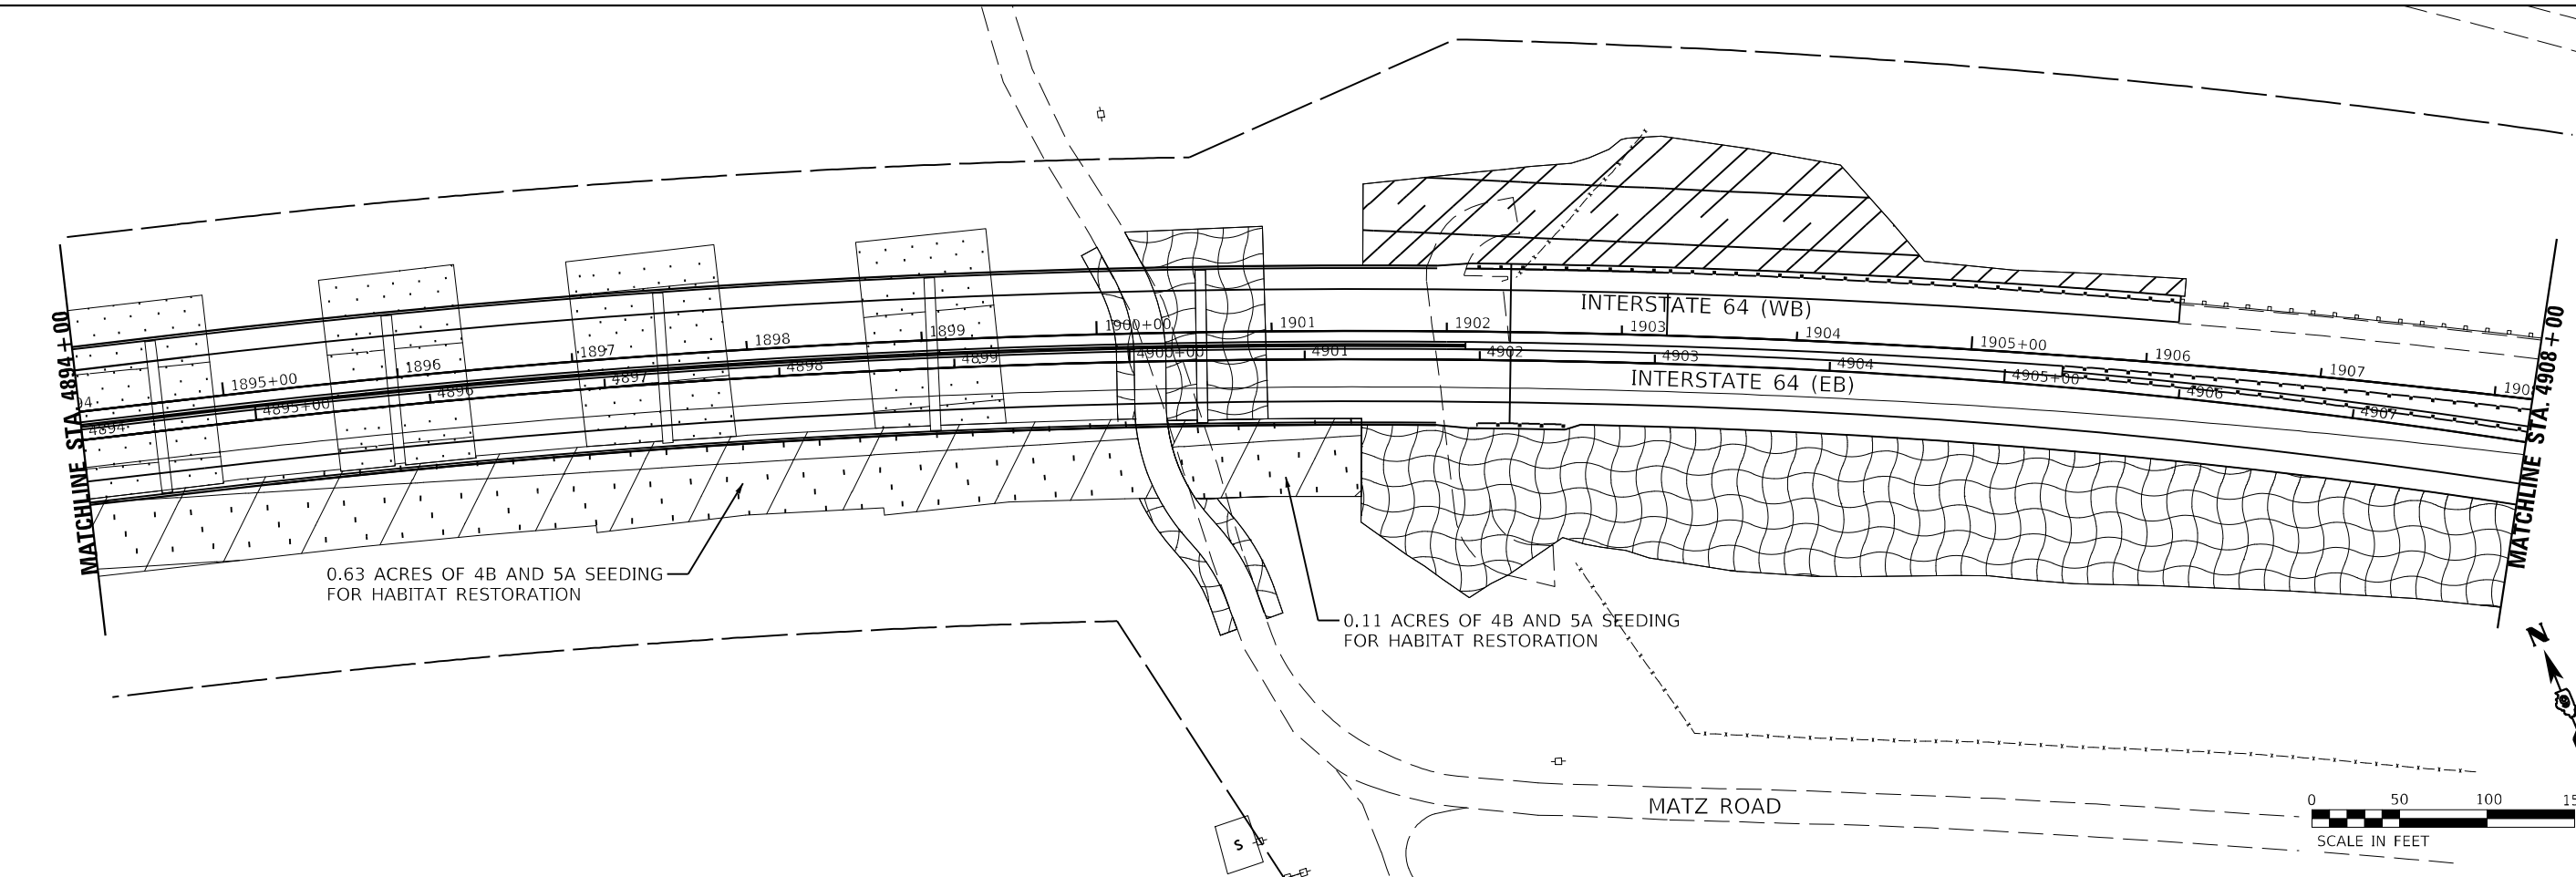 MATCHLINE STA. 4894+00
94
1895+00
1896
1897
1898
1899
1900+00
1901
1902
1903
1904
1905+00
1906
1907
190
4894
4895+00
4896
4897
4898
4899
4900+00
4901
4902
4903
4904
4905+00
4906
4907
INTERSTATE 64 (WB)
INTERSTATE 64 (EB)
MATCHLINE STA. 4908+00
0.63 ACRES OF 4B AND 5A SEEDING
FOR HABITAT RESTORATION
0.11 ACRES OF 4B AND 5A SEEDING
FOR HABITAT RESTORATION
N
MATZ ROAD
S
0 50 100 15
SCALE IN FEET